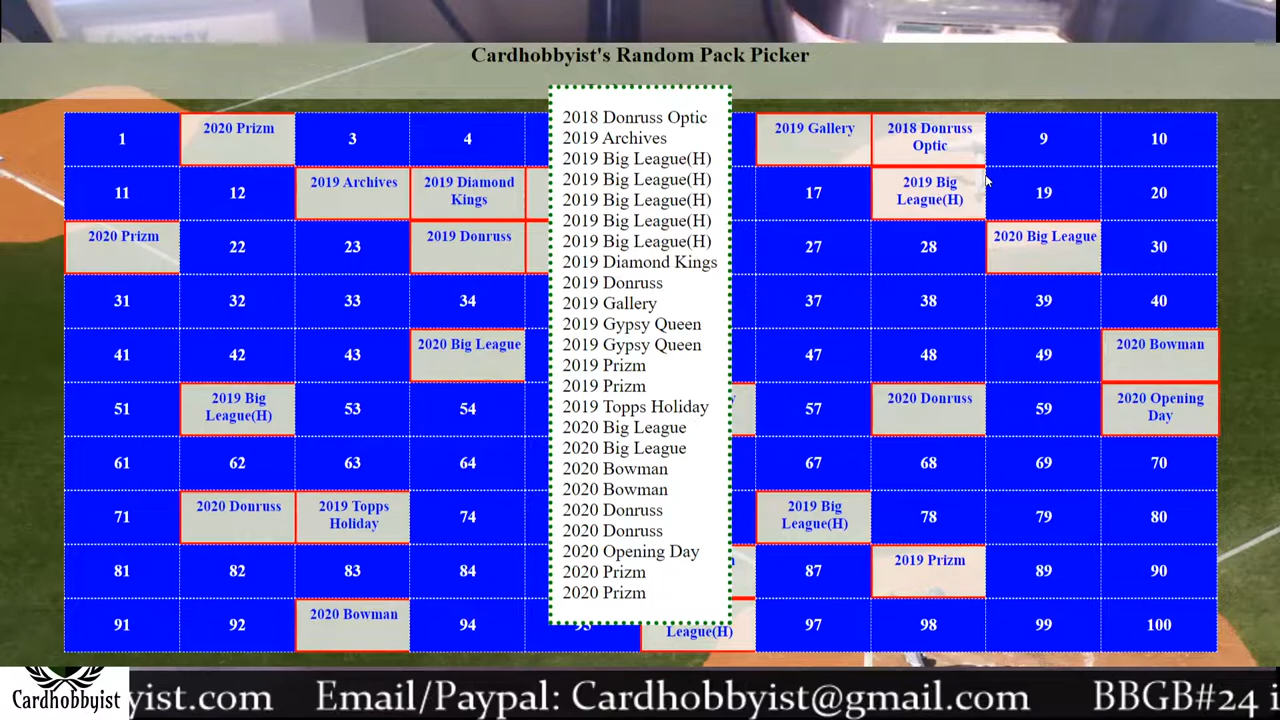 Cardhobbyist's Random Pack Picker
1
2020 Prizm
3
4
2019 Gallery
2018 Donruss
Optic
9
10
11
12
2019 Archives
2019 Diamond
Kings
17
2019 Big
League(H)
19
20
2020 Prizm
22
23
2019 Donruss
27
28
2020 Big League
30
31
32
33
34
37
38
39
40
41
42
43
2020 Big League
47
48
49
2020 Bowman
51
2019 Big
League(H)
53
54
57
2020 Donruss
59
2020 Opening
Day
61
62
63
64
67
68
69
70
71
2020 Donruss
2019 Topps
Holiday
74
2019 Big
League(H)
78
79
80
81
82
83
84
87
2019 Prizm
89
90
91
92
2020 Bowman
94
95
League(H)
97
98
99
100
2018 Donruss Optic
2019 Archives
2019 Big League(H)
2019 Big League(H)
2019 Big League(H)
2019 Big League(H)
2019 Big League(H)
2019 Diamond Kings
2019 Donruss
2019 Gallery
2019 Gypsy Queen
2019 Gypsy Queen
2019 Prizm
2019 Prizm
2019 Topps Holiday
2020 Big League
2020 Big League
2020 Bowman
2020 Bowman
2020 Donruss
2020 Donruss
2020 Opening Day
2020 Prizm
2020 Prizm
Cardhobbyist
yist.com Email/Paypal: Cardhobbyist@gmail.com BBGB#24 i